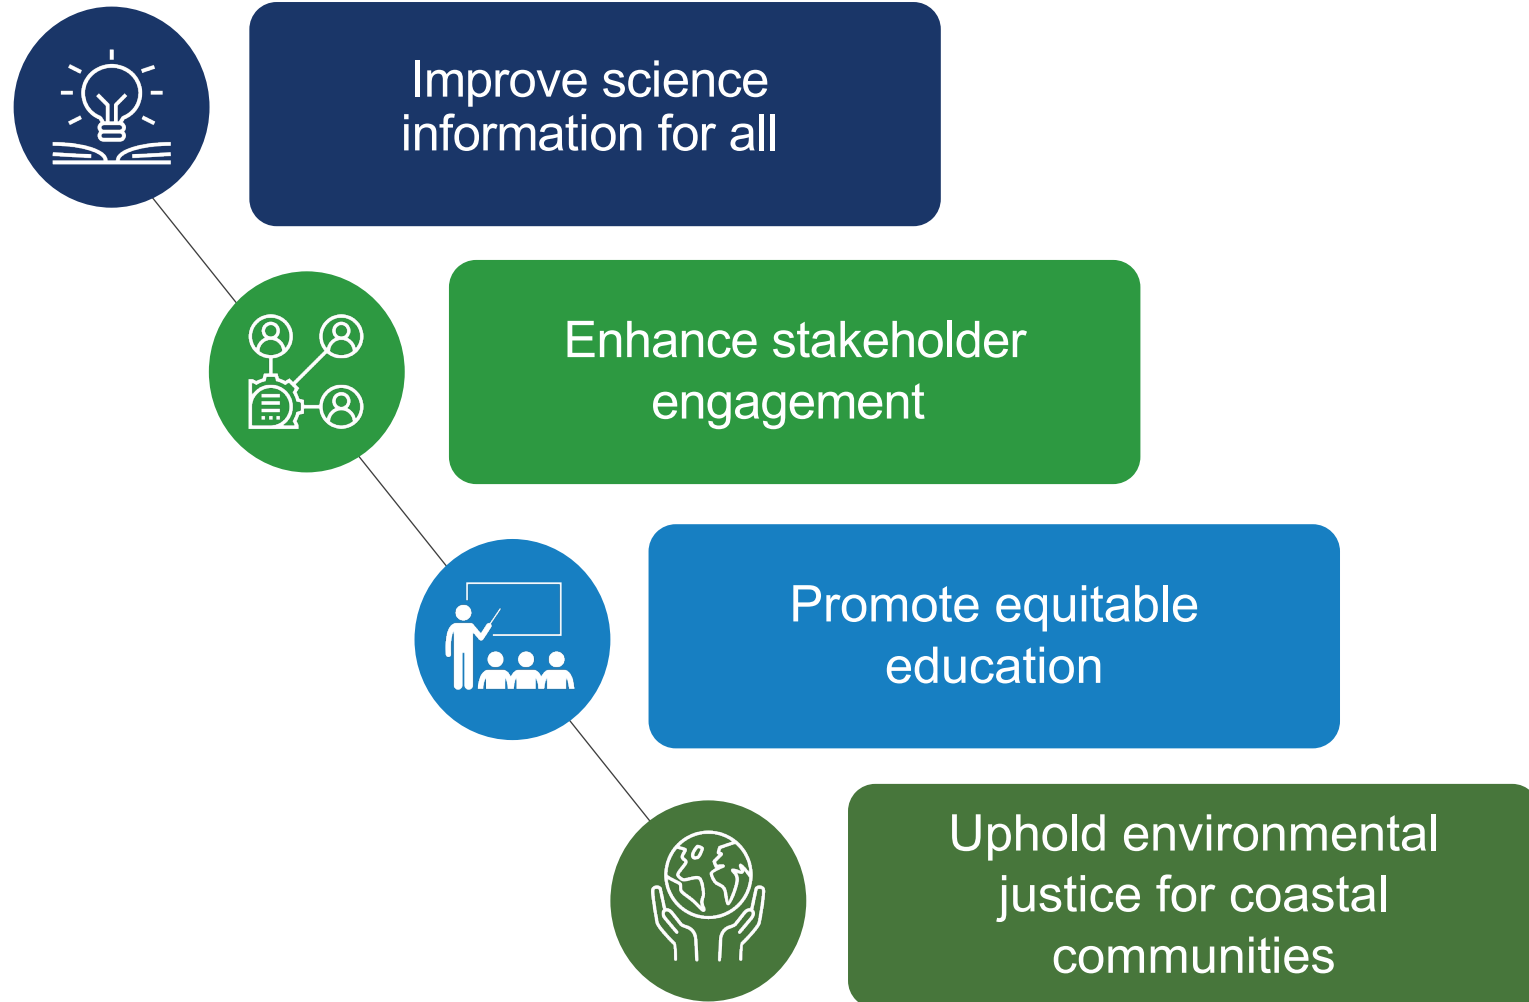 Improve science
information for all
Enhance stakeholder
engagement
Promote equitable
education
Uphold environmental
justice for coastal
communities